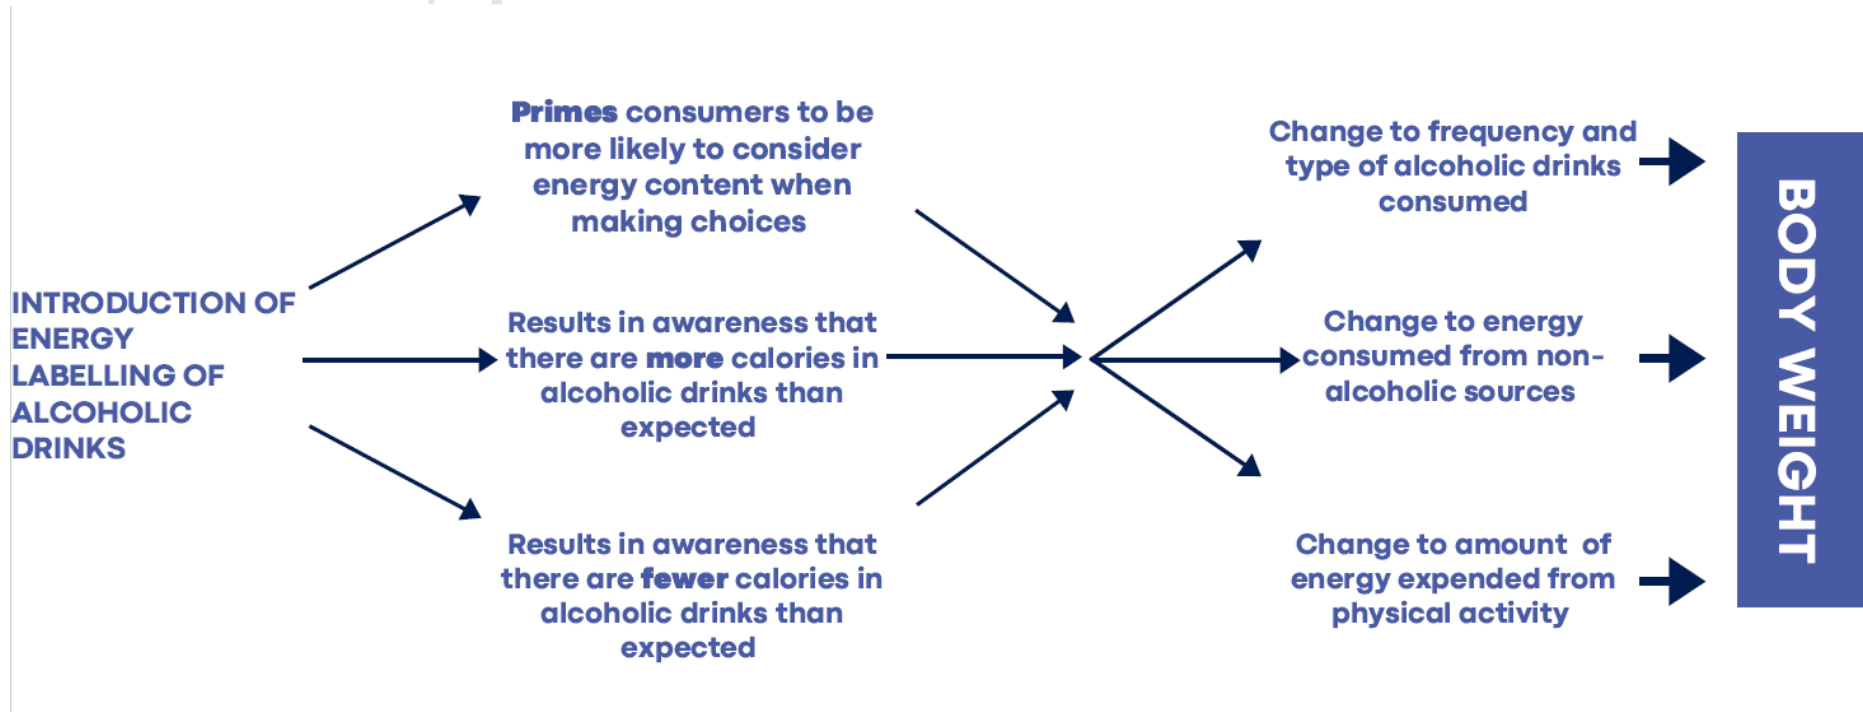 INTRODUCTION OF
ENERGY
LABELLING OF
ALCOHOLIC
DRINKS
Primes consumers to be
more likely to consider
energy content when
making choices
Results in awareness that
there are more calories in
alcoholic drinks than
expected
Results in awareness that
there are fewer calories in
alcoholic drinks than
expected
Change to frequency and
type of alcoholic drinks
consumed
Change to energy
consumed from non-
alcoholic sources
Change to amount of
energy expended from
physical activity
BODY WEIGHT